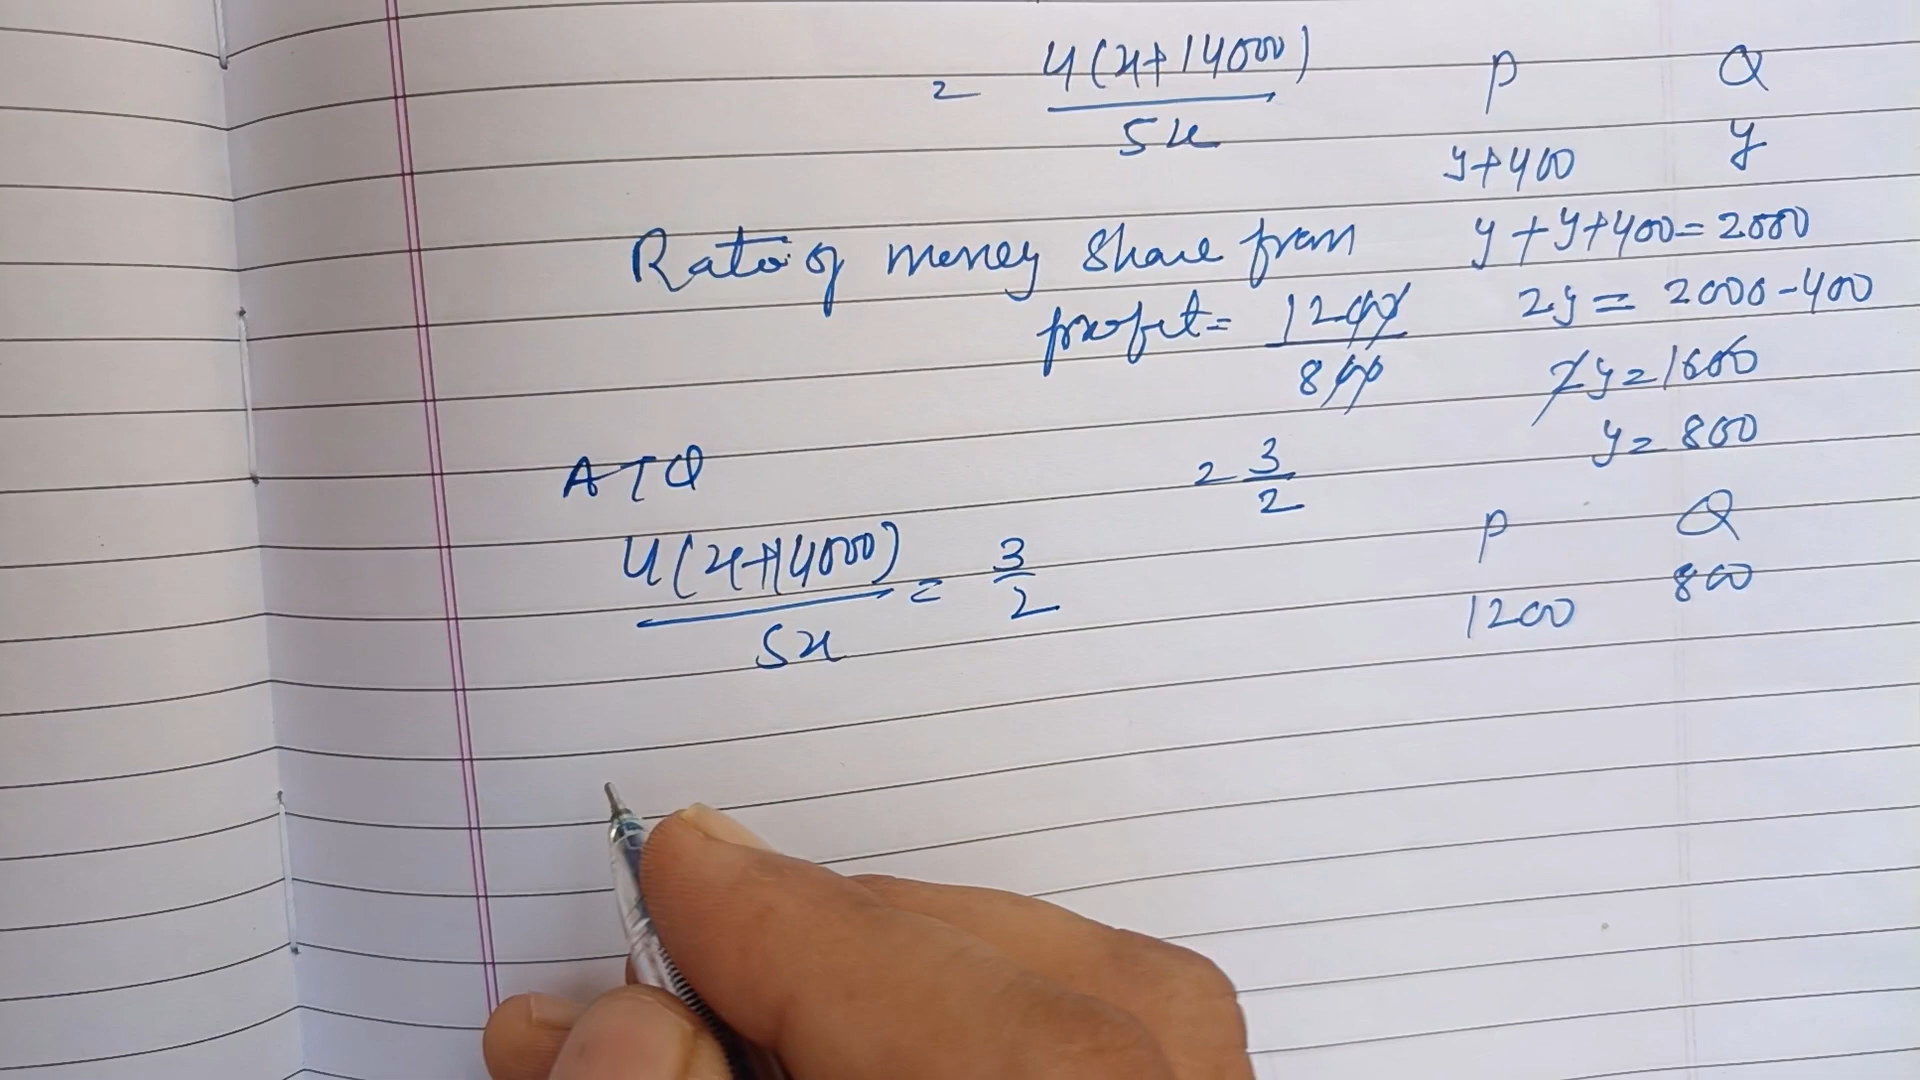 = 4(x+14000) / 5x
P Q
y+400 y
Ratio of money share from
profit = 1200 / 800
y + y+400 = 2000
2y = 2000-400
2y = 1600
y = 800
= 3/2
ATQ
4(x+14000) / 5x = 3/2
P Q
1200 800